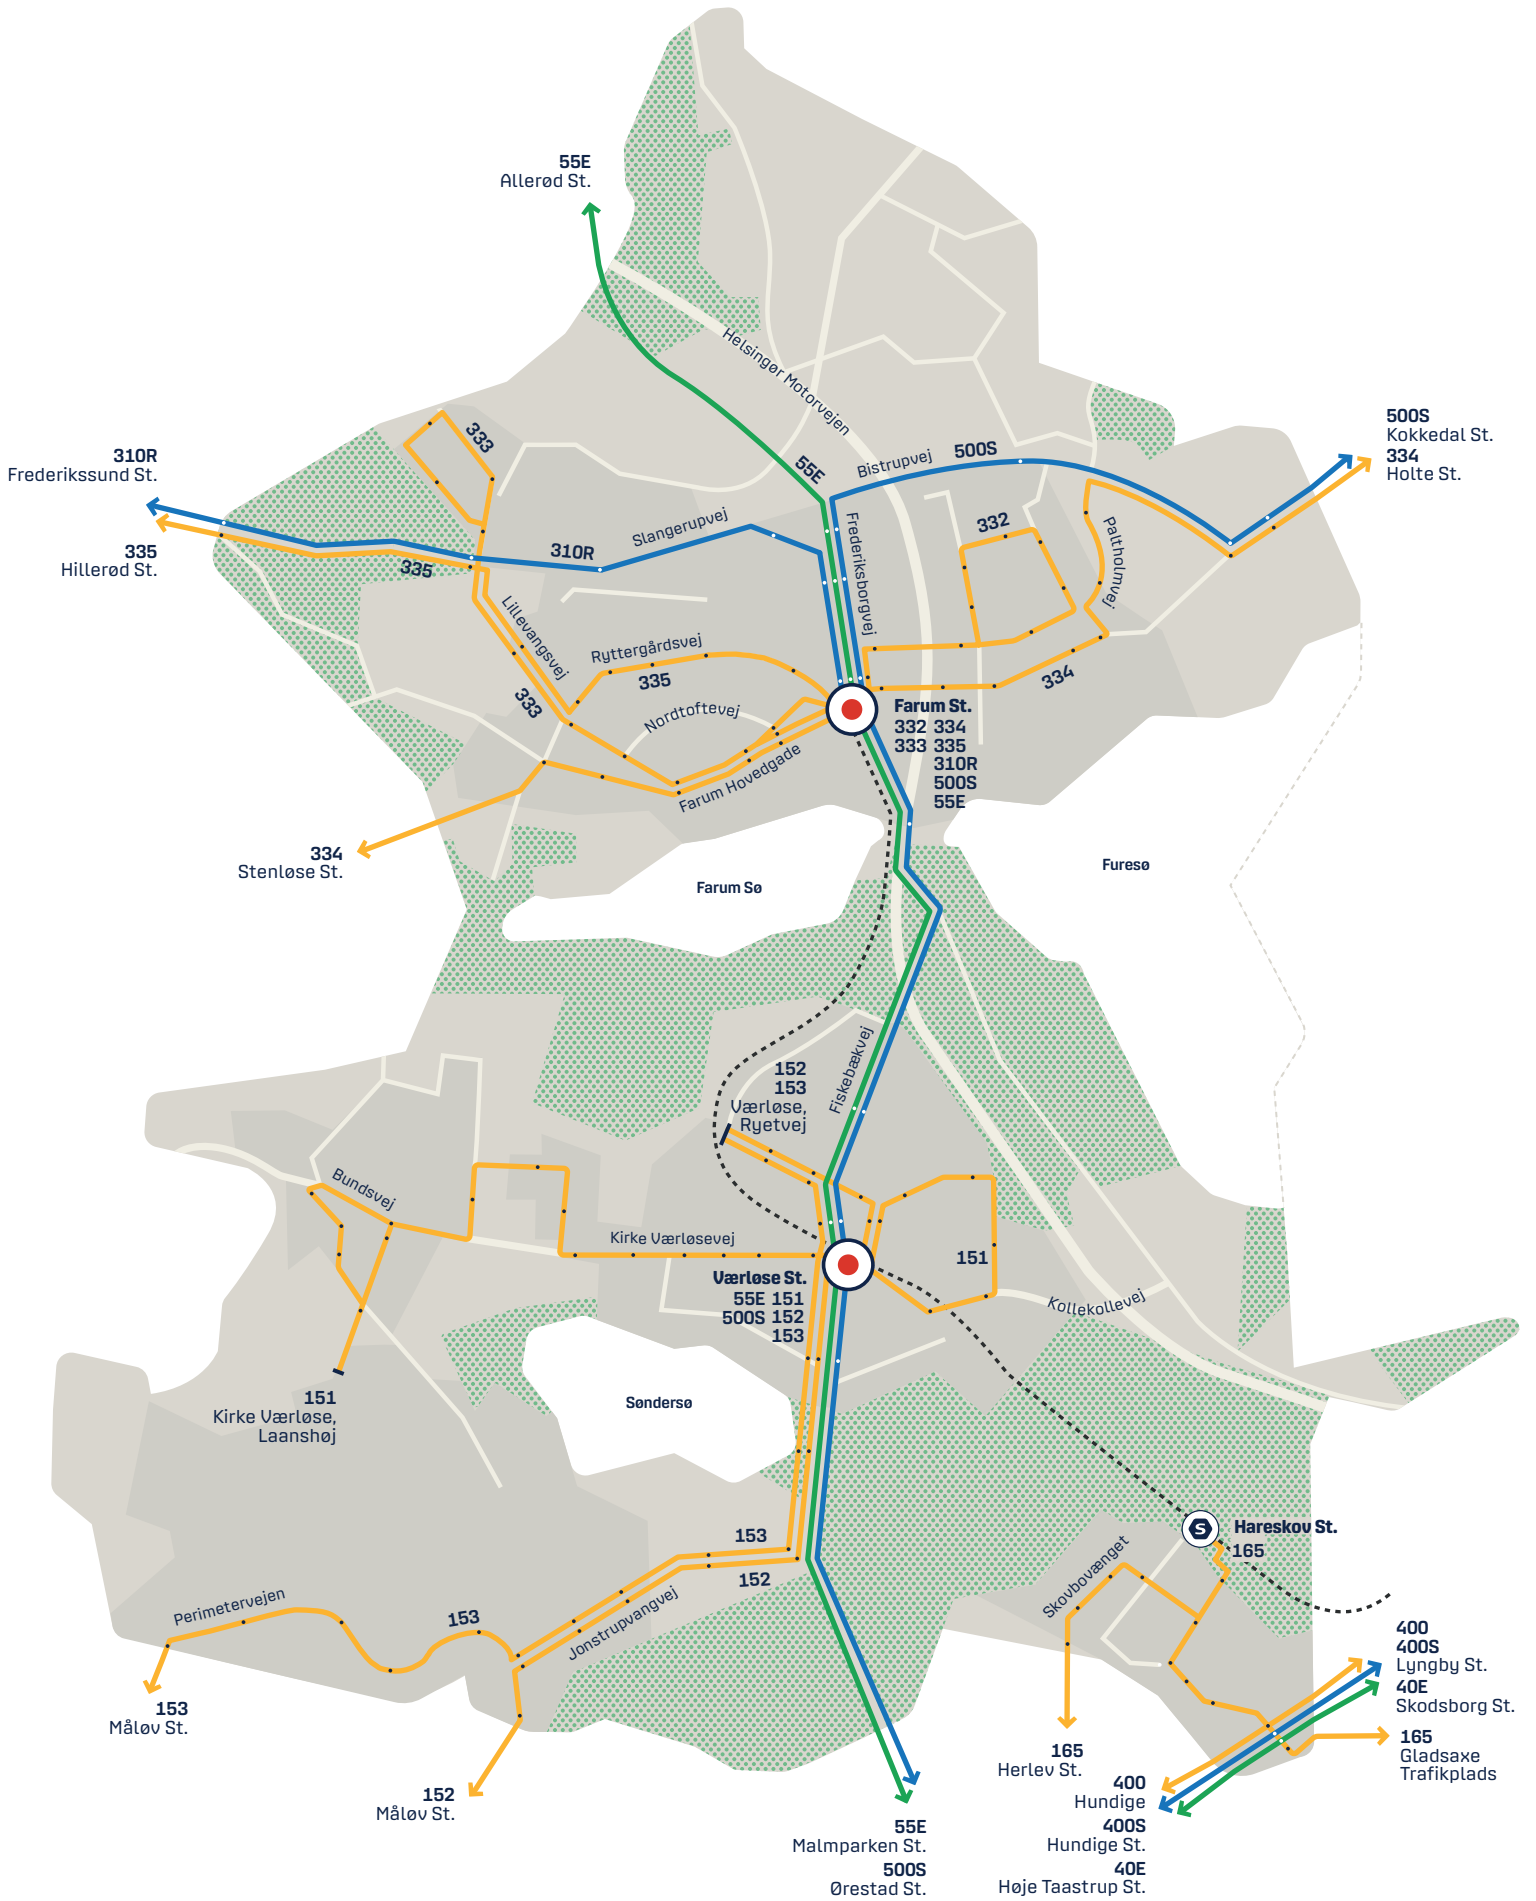 55E
Allerød St.
Helsingør Motorvejen
333
55E
Bistrupvej
500S
500S
Kokkedal St.
334
Holte St.
310R
Frederikssund St.
335
Hillerød St.
335
310R
Slangerupvej
Frederiksborgvej
332
Paltholmvej
Lillevangsvej
Ryttergårdsvej
335
333
Nordtoftevej
334
Farum Hovedgade
Farum St.
332 334
333 335
310R
500S
55E
334
Stenløse St.
Farum Sø
Furesø
Fiskebækvej
152
153
Værløse,
Ryetvej
Bundsvej
Kirke Værløsevej
151
Værløse St.
55E 151
500S 152
153
Kollekollevej
151
Kirke Værløse,
Laanshøj
Søndersø
Hareskov St.
165
S
153
152
Skovbovænget
Perimetervejen
153
Jonstrupvangvej
400
400S
Lyngby St.
40E
Skodsborg St.
153
Måløv St.
165
Gladsaxe
Trafikplads
165
Herlev St.
152
Måløv St.
400
Hundige
55E
Malmparken St.
500S
Ørestad St.
400S
Hundige St.
40E
Høje Taastrup St.